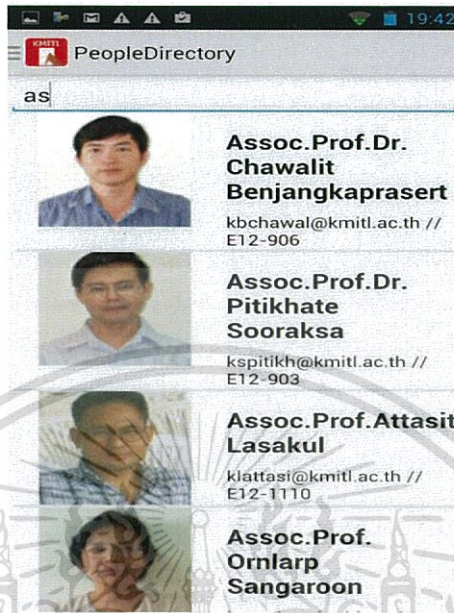 19:42
KMITL
PeopleDirectory
as
Assoc.Prof.Dr.
Chawalit
Benjangkaprasert
kbchawal@kmitl.ac.th //
E12-906
Assoc.Prof.Dr.
Pitikhate
Sooraksa
kspitikh@kmitl.ac.th //
E12-903
Assoc.Prof.Attasit
Lasakul
klattasi@kmitl.ac.th //
E12-1110
Assoc.Prof.
Ornlarp
Sangaroon